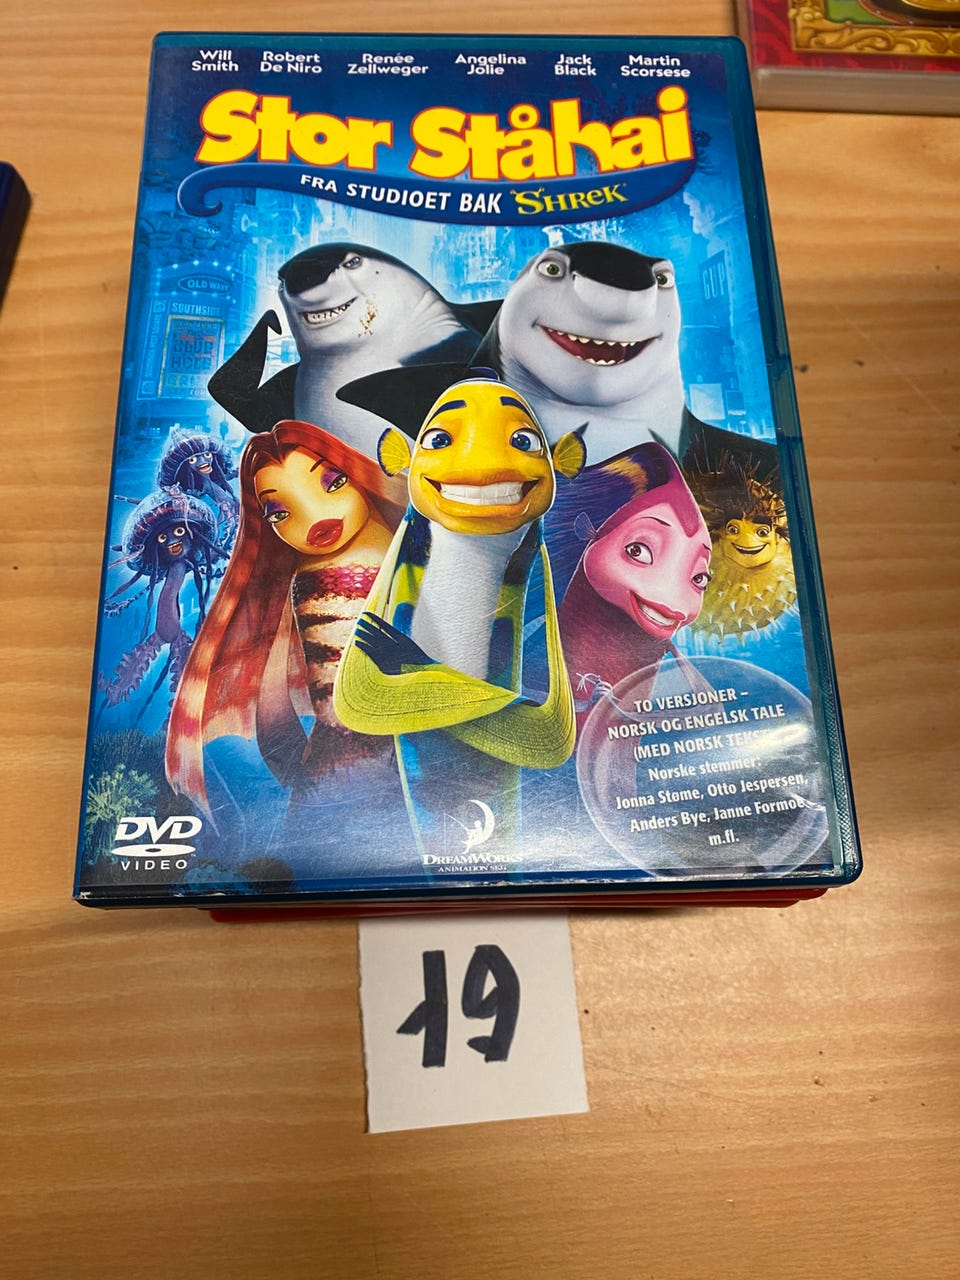 Will Smith
Robert De Niro
Renée Zellweger
Angelina Jolie
Jack Black
Martin Scorsese
Stor Ståhai
FRA STUDIOET BAK SHREK
OLD WAVE
SOUTHSIDE
CUP
TO VERSJONER –
NORSK OG ENGELSK TALE
(MED NORSK TEKST)
Norske stemmer:
Jonna Støme, Otto Jespersen,
Anders Bye, Janne Formoe
m.fl.
DVD
VIDEO
DREAMWORKS
ANIMATION SKG
19